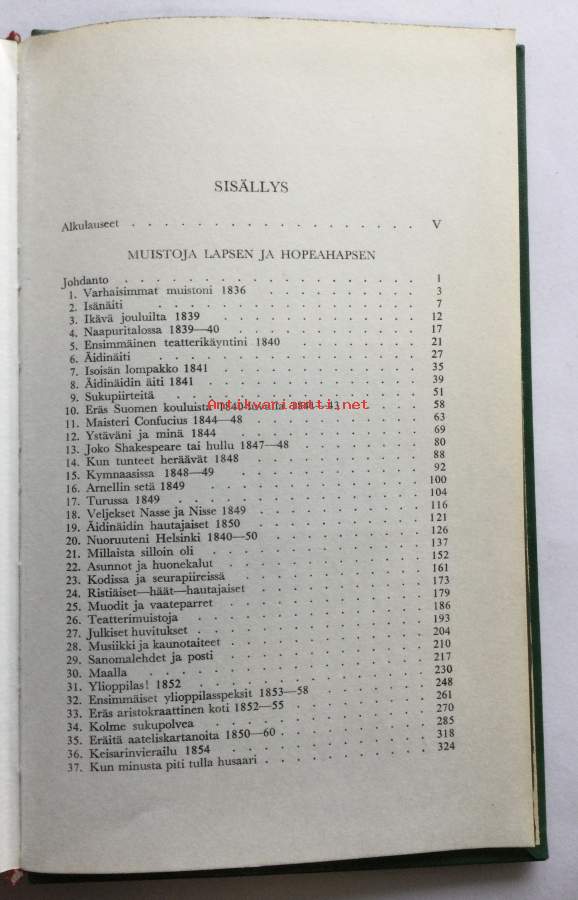 SISÄLLYS
Alkulauseet . . . . . . . . . . . . . . . . . . V
MUISTOJA LAPSEN JA HOPEAHAPSEN
Johdanto . . . . . . . . . . . . . . . . 1
1. Varhaisimmat muistoni 1836 . . . . . . . . . 3
2. Isänäiti . . . . . . . . . . . . . . 7
3. Ikävä jouluilta 1839 . . . . . . . . . . 12
4. Naapuritalossa 1839—40 . . . . . . . . . 17
5. Ensimmäinen teatterikäyntini 1840 . . . . . . . 21
6. Äidinäiti . . . . . . . . . . . . . 27
7. Isoisän lompakko 1841 . . . . . . . . . . 35
8. Äidinäidin äiti 1841 . . . . . . . . . . 39
9. Sukupiirteitä . . . . . . . . . . . . 51
Antikvariaatti.net
10. Eräs Suomen kouluista 58
11. Maisteri Confucius 1844—48 . . . . . . . . 63
12. Ystäväni ja minä 1844 . . . . . . . . . . 69
13. Joko Shakespeare tai hullu 1847—48 . . . . . . 80
14. Kun tunteet heräävät 1848 . . . . . . . . . 88
15. Kymnaasissa 1848—49 . . . . . . . . . . 92
16. Arnellin setä 1849 . . . . . . . . . . . 100
17. Turussa 1849 . . . . . . . . . . . . 104
18. Veljekset Nasse ja Nisse 1849 . . . . . . . . 116
19. Äidinäidin hautajaiset 1850 . . . . . . . . . 121
20. Nuoruuteni Helsinki 1840—50 . . . . . . . . 126
21. Millaista silloin oli . . . . . . . . . . . 137
22. Asunnot ja huonekalut . . . . . . . . . . 152
23. Kodissa ja seurapiireissä . . . . . . . . . 161
24. Ristiäiset—häät—hautajaiset . . . . . . . . 173
25. Muodit ja vaateparret . . . . . . . . . . 179
26. Teatterimuistoja . . . . . . . . . . . 186
27. Julkiset huvitukset . . . . . . . . . . . 193
28. Musiikki ja kaunotaiteet . . . . . . . . . 204
29. Sanomalehdet ja posti . . . . . . . . . . 210
30. Maalla . . . . . . . . . . . . . . 217
31. Ylioppilas! 1852 . . . . . . . . . . . 230
32. Ensimmäiset ylioppilasspeksit 1853—58 . . . . . 248
33. Eräs aristokraattinen koti 1852—55 . . . . . . 261
34. Kolme sukupolvea . . . . . . . . . . . 270
35. Eräitä aateliskartanoita 1850—60 . . . . . . . 285
36. Keisarinvierailu 1854 . . . . . . . . . . 318
37. Kun minusta piti tulla husaari . . . . . . . . 324